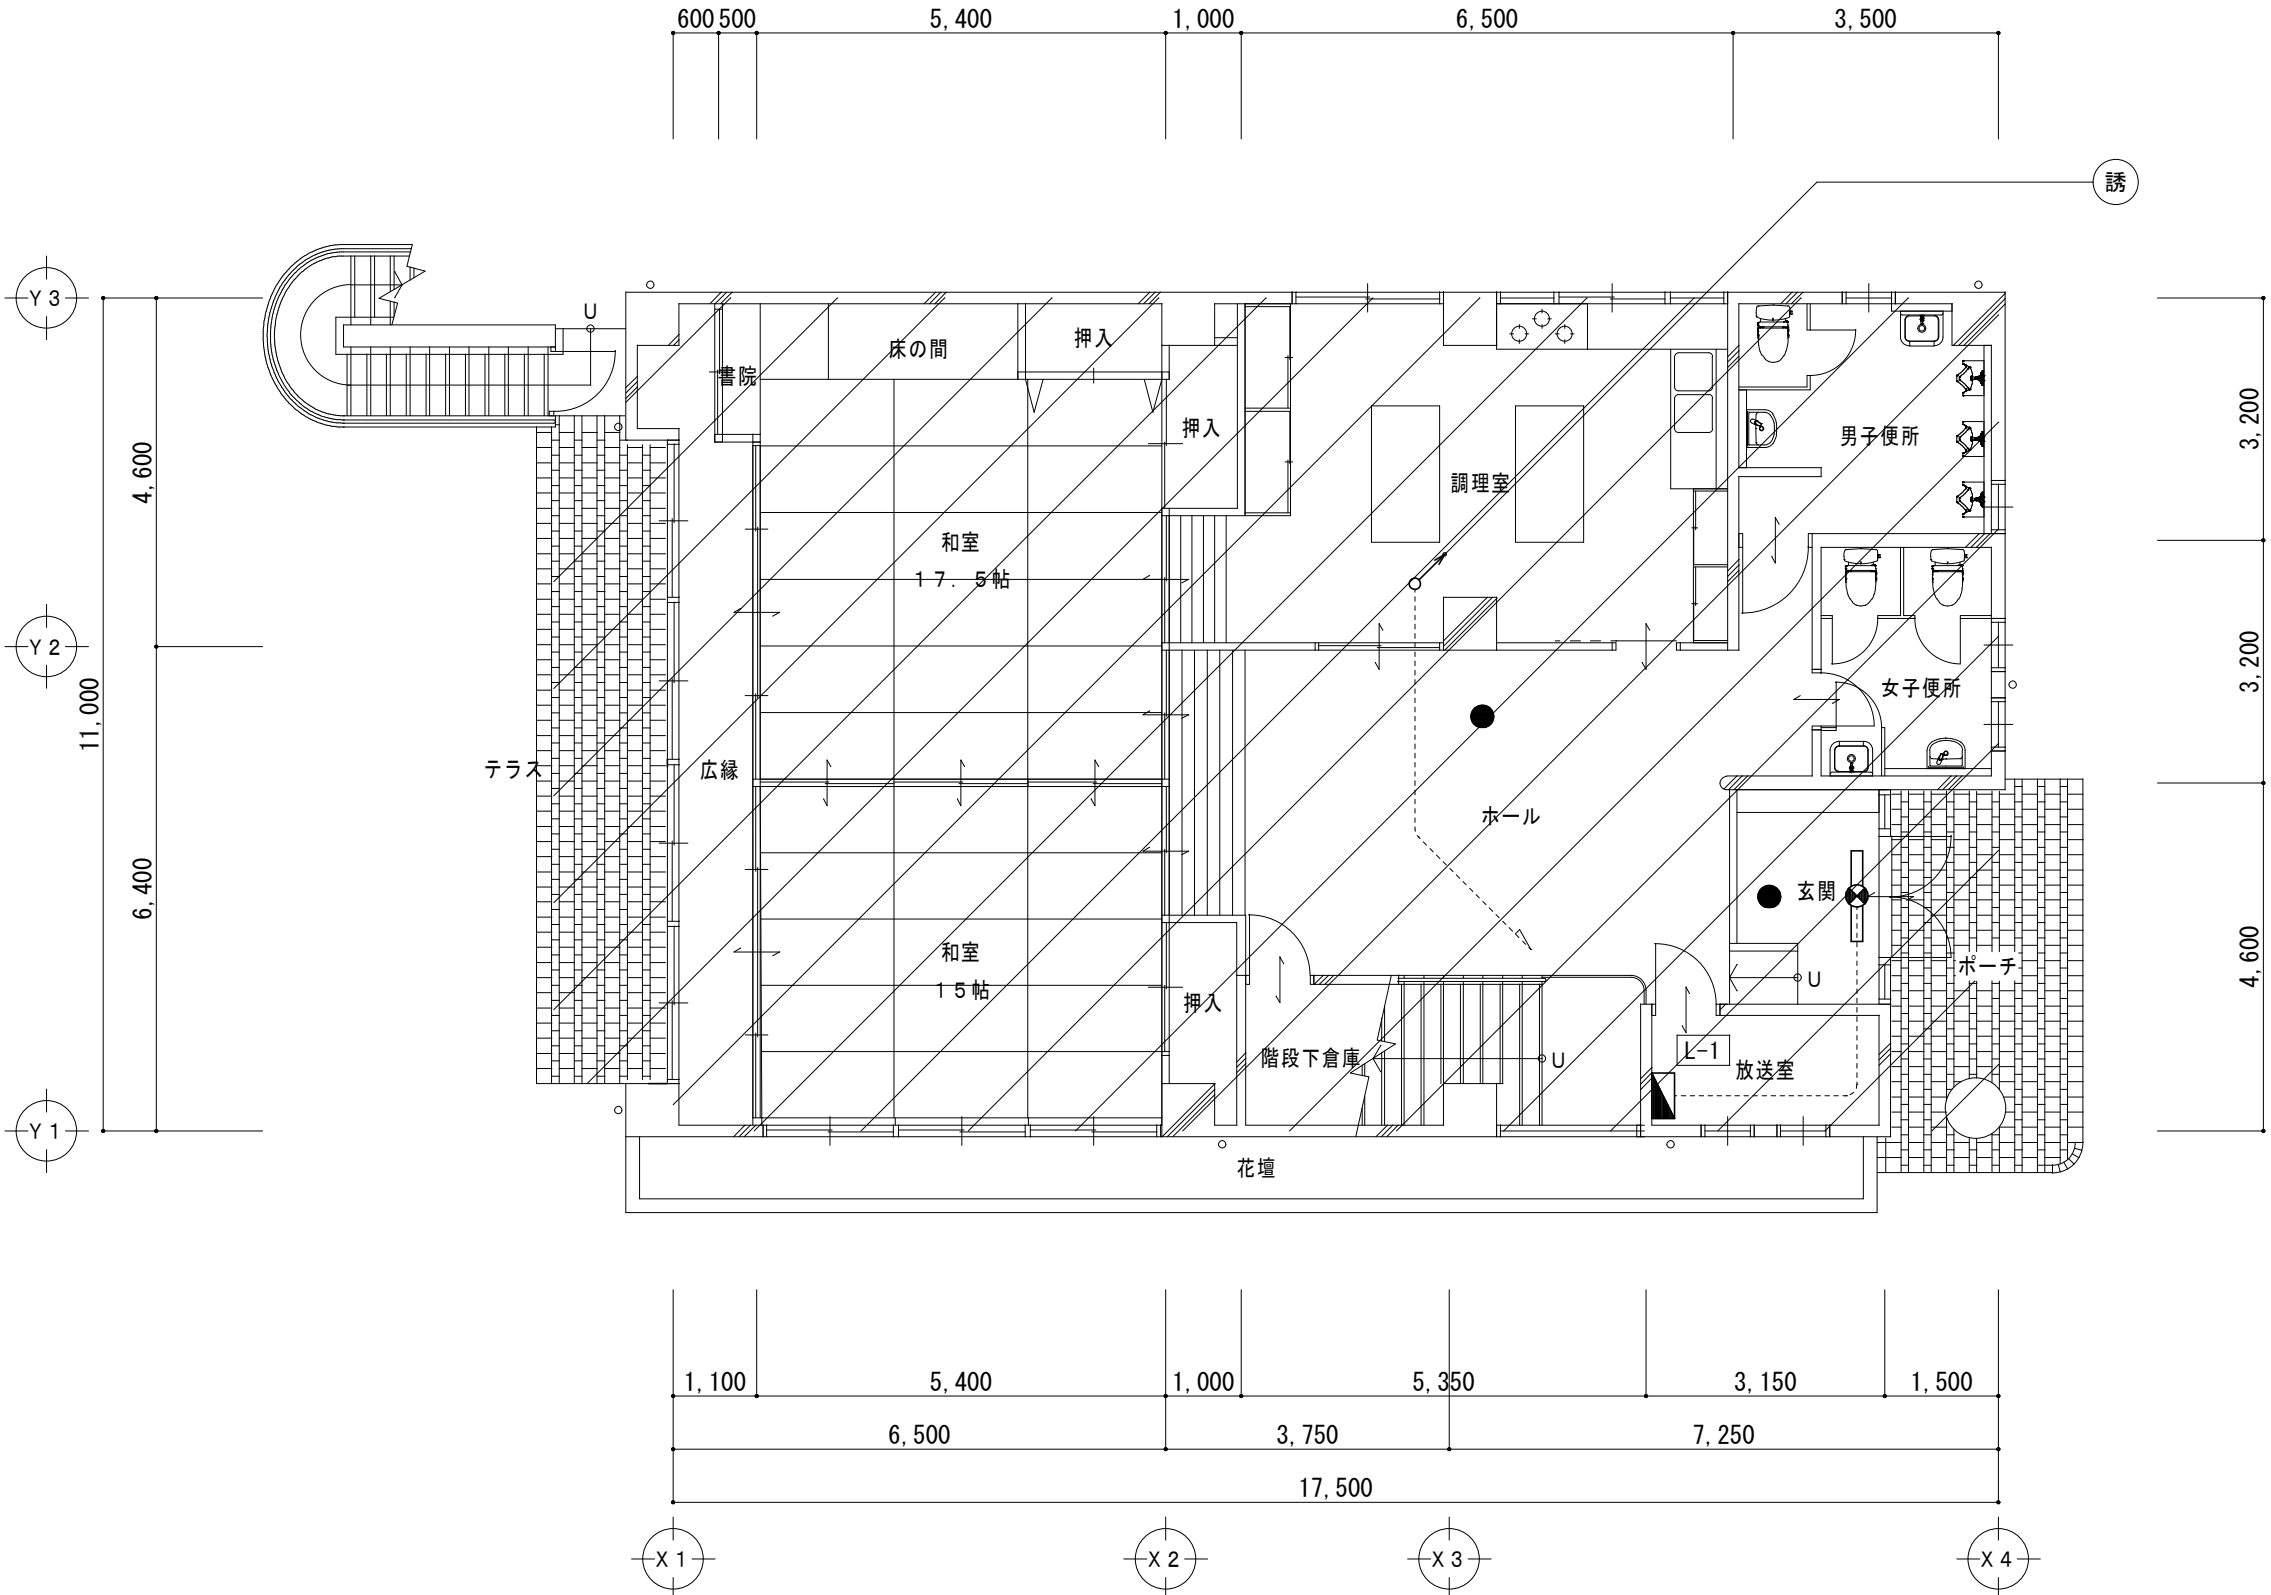 600 500 5,400 1,000 6,500 3,500
誘
Y3
U
書院
床の間
押入
押入
男子便所
調理室
3,200
4,600
和室
17.5帖
Y2
11,000
3,200
女子便所
テラス
広縁
ホール
6,400
玄関
和室
15帖
押入
ポーチ
U
4,600
階段下倉庫
U
L-1
放送室
Y1
花壇
1,100 5,400 1,000 5,350 3,150 1,500
6,500 3,750 7,250
17,500
X1 X2 X3 X4